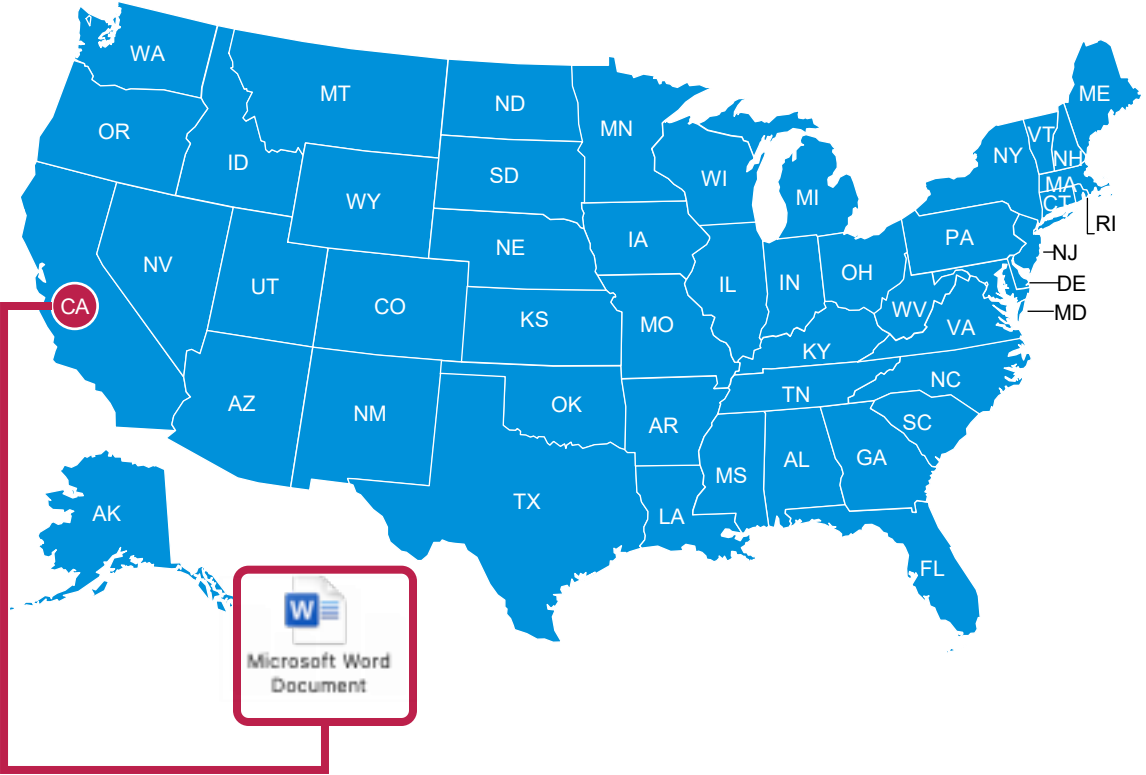 WA
MT
ND
MN
ME
OR
ID
SD
WI
VT
NY
NH
WY
MI
MA
CT
RI
IA
NE
PA
NV
UT
CO
IL
IN
OH
NJ
DE
MD
CA
KS
MO
WV
VA
KY
AZ
NM
OK
TN
NC
AR
SC
MS
AL
GA
TX
LA
AK
FL
W
Microsoft Word
Document